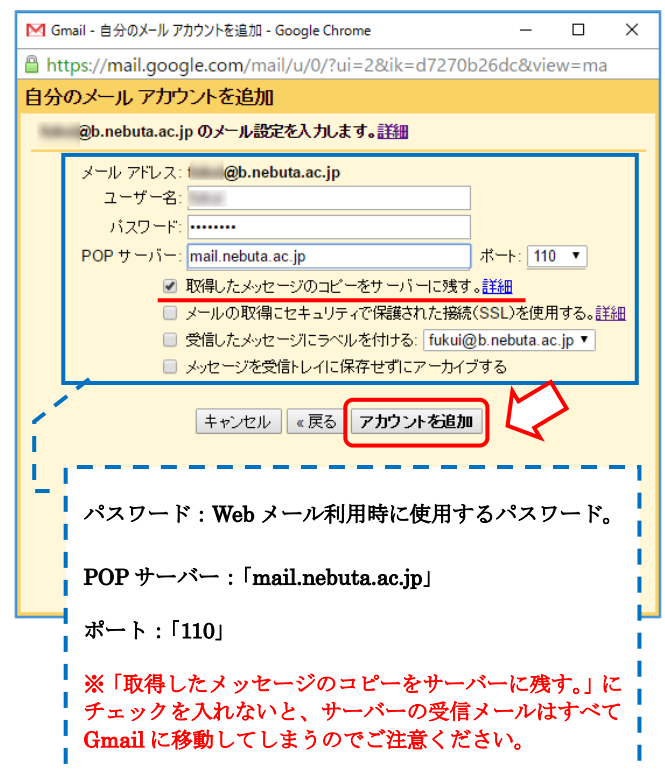 Gmail - 自分のメール アカウントを追加 - Google Chrome
https://mail.google.com/mail/u/0/?ui=2&ik=d7270b26dc&view=ma
自分のメール アカウントを追加
@b.nebuta.ac.jp のメール設定を入力します。詳細
メール アドレス: @b.nebuta.ac.jp
ユーザー名:
パスワード: ••••••••
POP サーバー: mail.nebuta.ac.jp ポート: 110
取得したメッセージのコピーをサーバーに残す。詳細
メールの取得にセキュリティで保護された接続(SSL)を使用する。詳細
受信したメッセージにラベルを付ける: fukui@b.nebuta.ac.jp
メッセージを受信トレイに保存せずにアーカイブする
キャンセル « 戻る アカウントを追加
パスワード：Web メール利用時に使用するパスワード。
POP サーバー：「mail.nebuta.ac.jp」
ポート：「110」
※「取得したメッセージのコピーをサーバーに残す。」に
チェックを入れないと、サーバーの受信メールはすべて
Gmail に移動してしまうのでご注意ください。